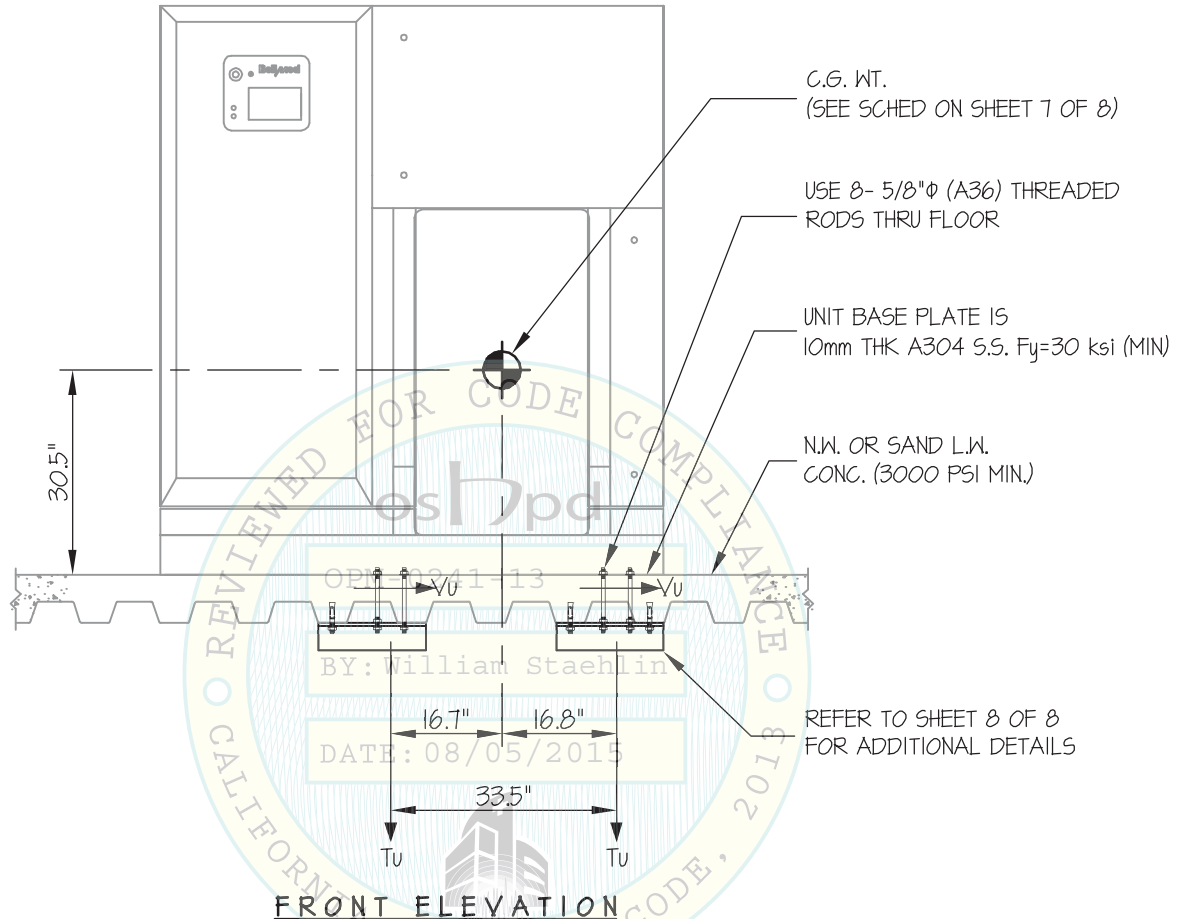 C.G. WT.
(SEE SCHED ON SHEET 7 OF 8)
USE 8- 5/8"Φ (A36) THREADED
RODS THRU FLOOR
UNIT BASE PLATE IS
10mm THK A304 S.S. Fy=30 ksi (MIN)
N.W. OR SAND L.W.
CONC. (3000 PSI MIN.)
30.5"
REVIEWED FOR CODE COMPLIANCE
oshpd
OPM-0241-13
Vu
Vu
BY: William Staehlin
REFER TO SHEET 8 OF 8
FOR ADDITIONAL DETAILS
16.7"
16.8"
DATE: 08/05/2015
33.5"
Tu
Tu
CODE, 2013
FRONT ELEVATION